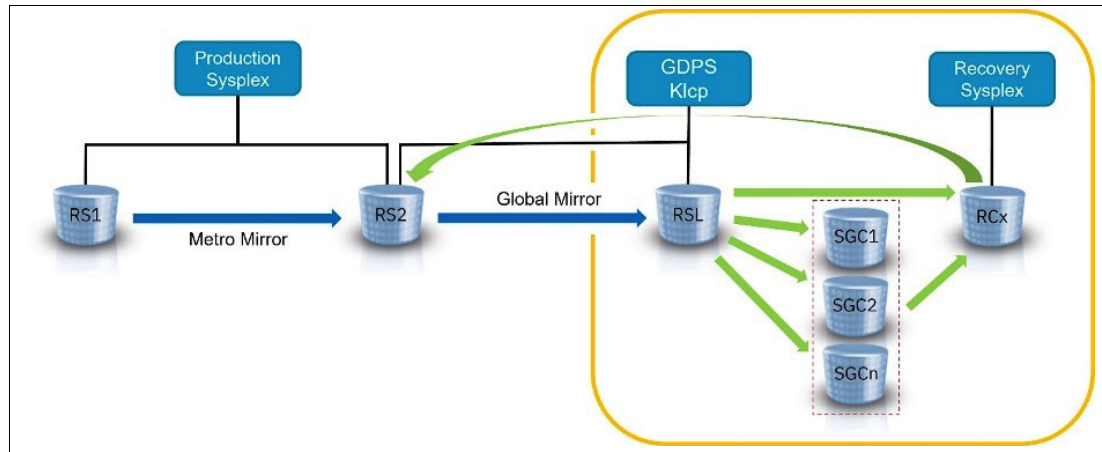 Production
Sysplex
GDPS
Klcp
Recovery
Sysplex
RS1
Metro Mirror
RS2
Global Mirror
RSL
SGC1
SGC2
SGCn
RCx